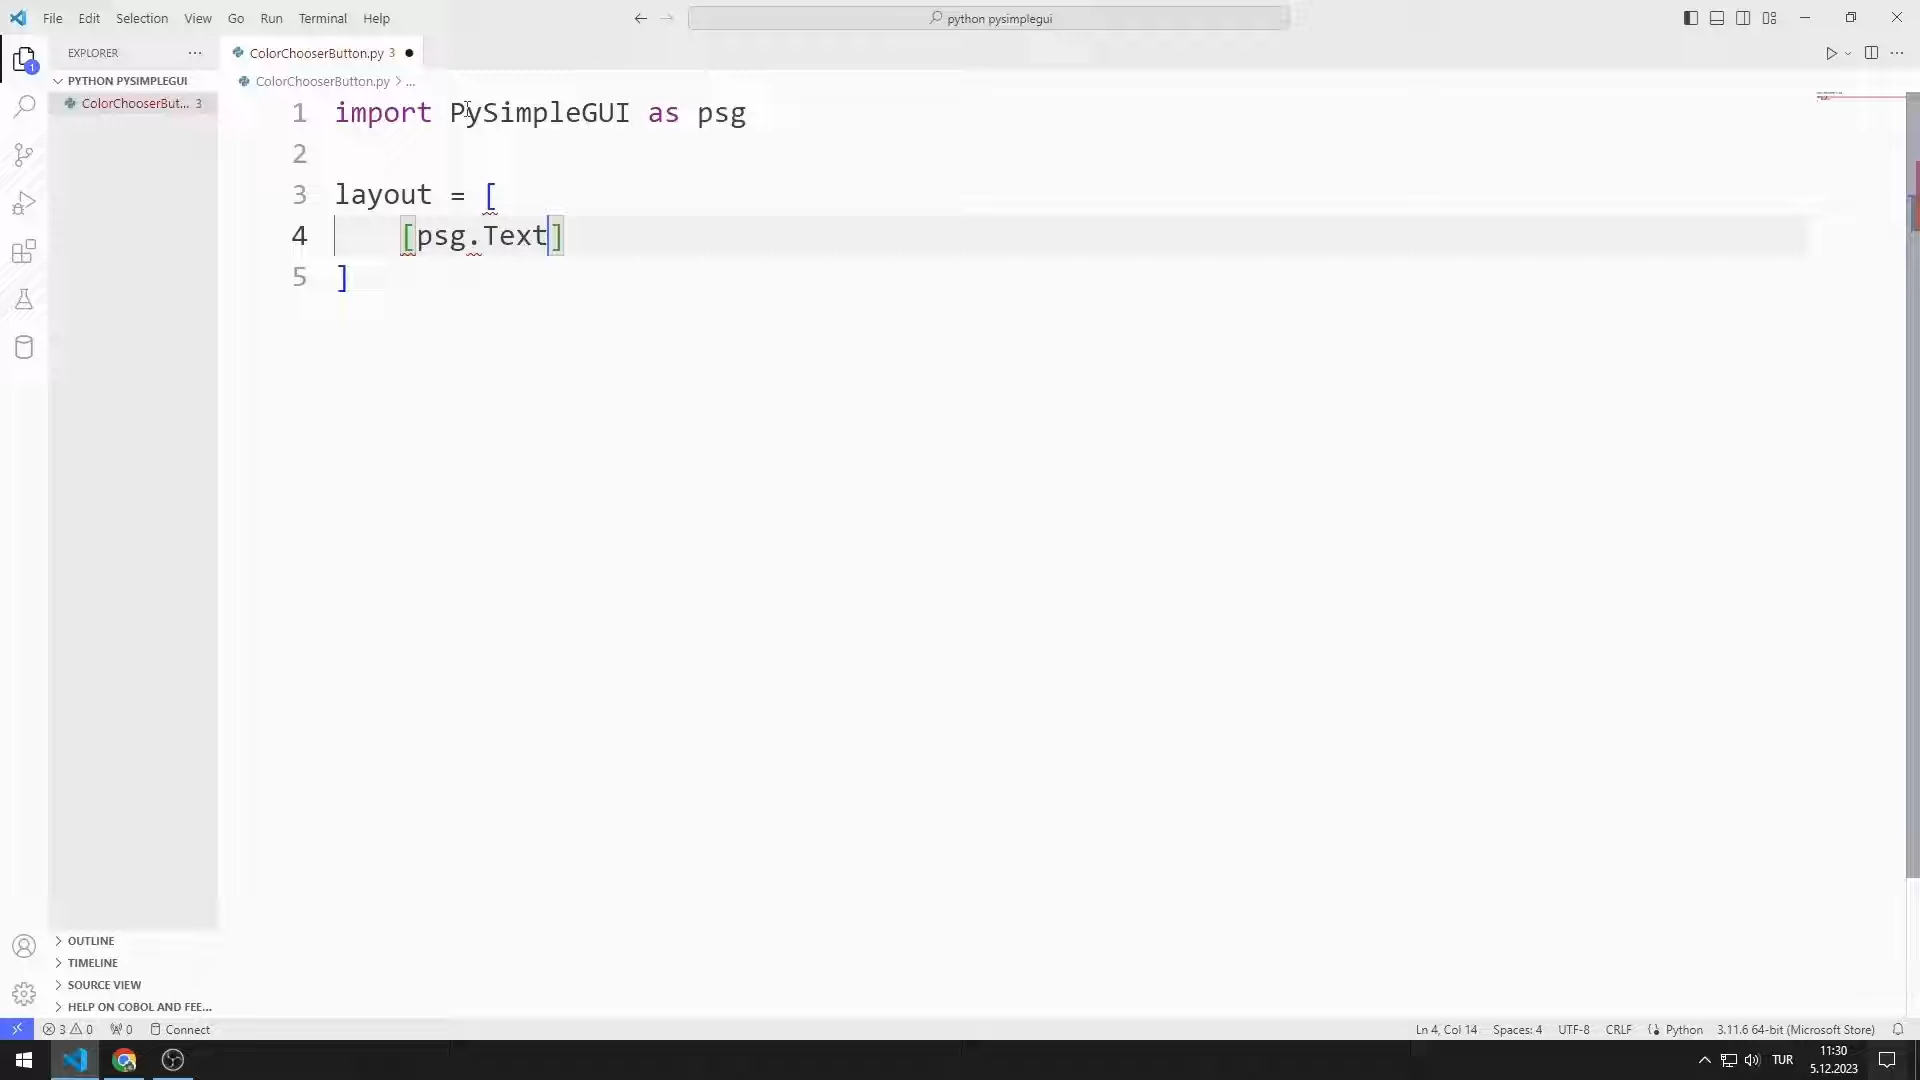 File Edit Selection View Go Run Terminal Help
python pysimplegui
EXPLORER
ColorChooserButton.py 3
PYTHON PYSIMPLEGUI
ColorChooserButton.py > ...
ColorChooserBut... 3
1 import PySimpleGUI as psg
2
3 layout = [
4 [psg.Text]
5 ]
OUTLINE
TIMELINE
SOURCE VIEW
HELP ON COBOL AND FEE...
1
3 0 0 Connect
Ln 4, Col 14 Spaces: 4 UTF-8 CRLF Python 3.11.6 64-bit (Microsoft Store)
TUR
11:30
5.12.2023